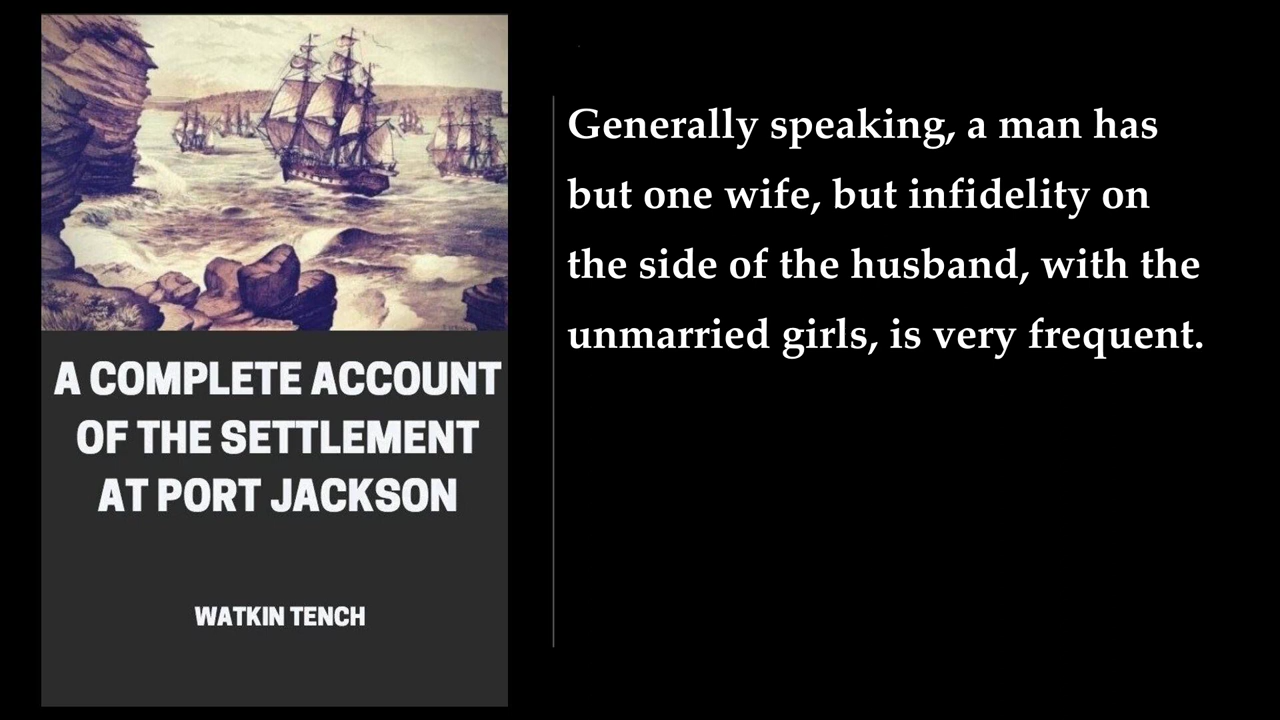 A COMPLETE ACCOUNT
OF THE SETTLEMENT
AT PORT JACKSON
WATKIN TENCH
Generally speaking, a man has
but one wife, but infidelity on
the side of the husband, with the
unmarried girls, is very frequent.